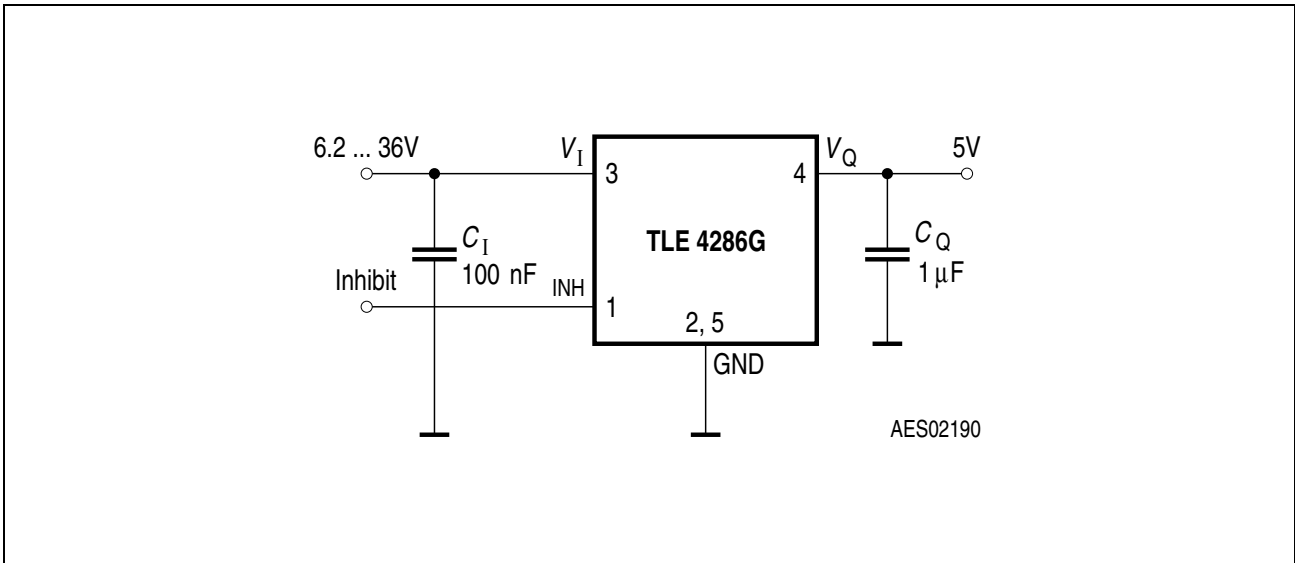 6.2 ... 36V
V_I
V_Q
5V
3
4
C_I
100 nF
TLE 4286G
C_Q
1 µF
Inhibit
INH
1
2, 5
GND
AES02190